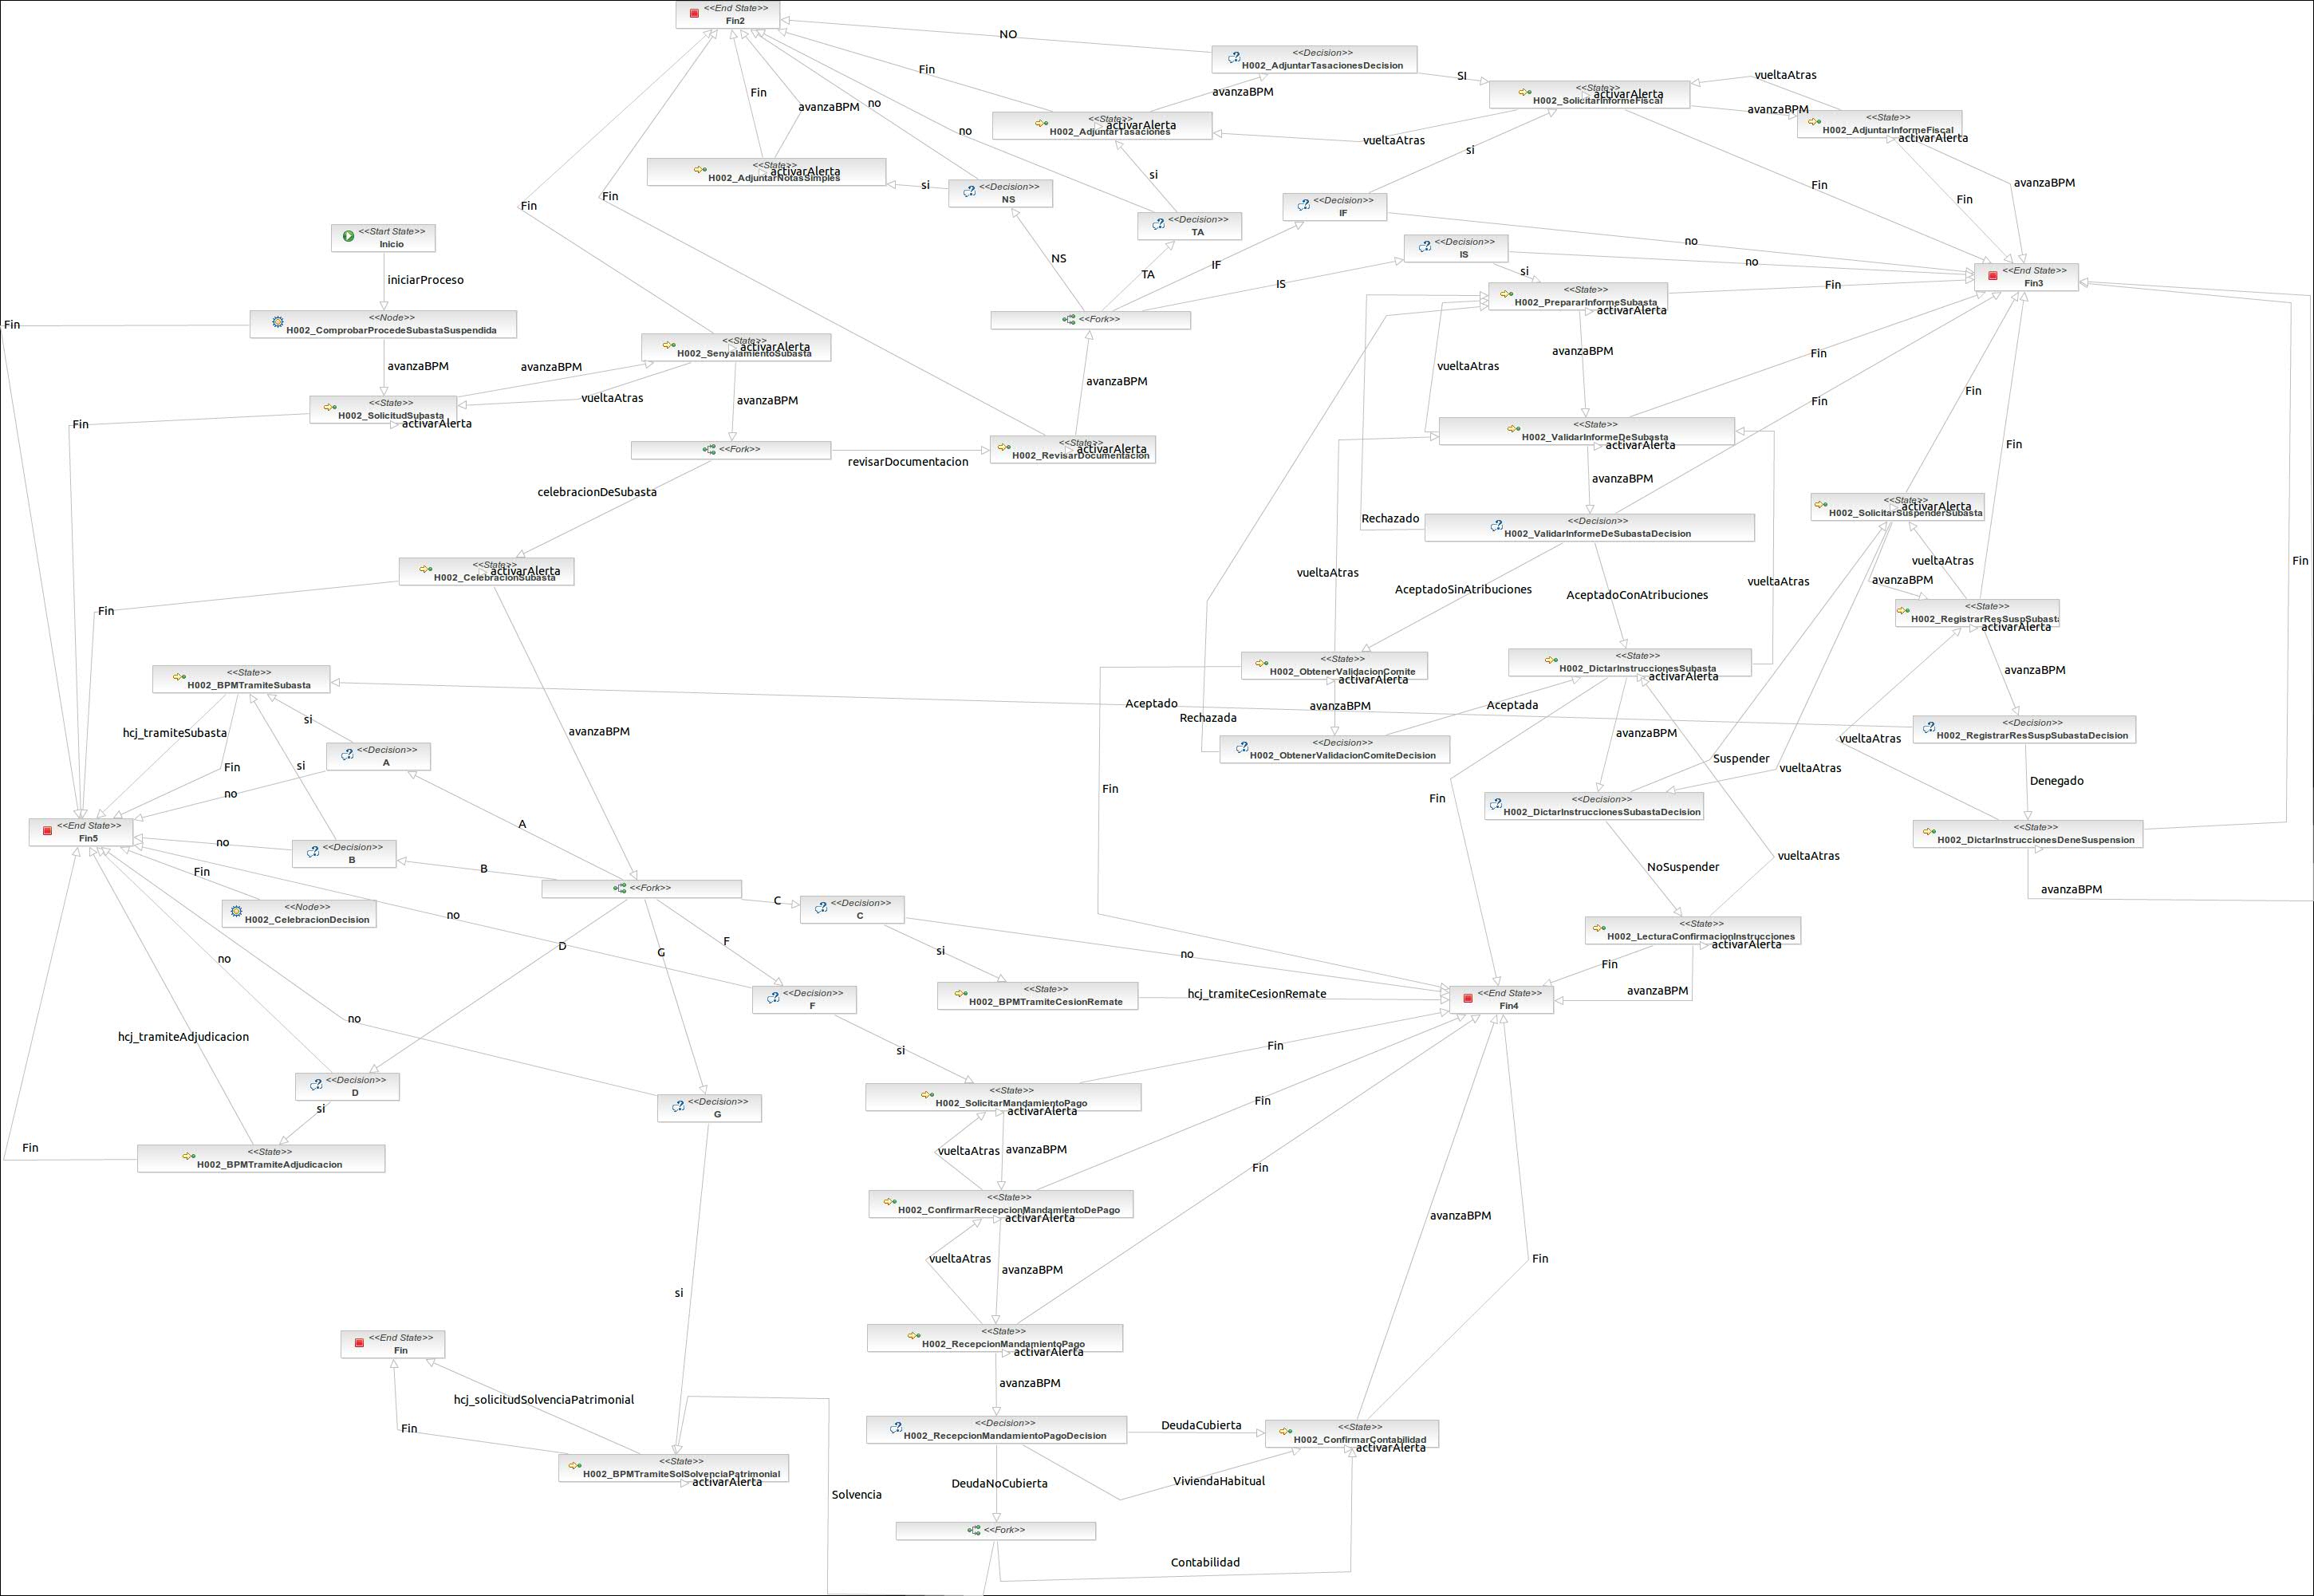 <<End State>>
Fin2
NO
<<Decision>>
H002_AdjuntarTasacionesDecision
Fin
SI
vueltaAtras
Fin
avanzaBPM
no
avanzaBPM
<<State>>
H002_SolicitarInformeFiscal
activarAlerta
avanzaBPM
<<State>>
H002_AdjuntarInformeFiscal
activarAlerta
<<State>>
H002_AdjuntarTasaciones
activarAlerta
no
vueltaAtras
si
<<State>>
H002_AdjuntarNotasSimples
activarAlerta
si
<<Decision>>
NS
si
Fin
Fin
avanzaBPM
Fin
Fin
<<Decision>>
TA
<<Decision>>
IF
<<Start State>>
Inicio
<<Decision>>
IS
no
no
NS
TA
IF
IS
si
<<End State>>
Fin3
iniciarProceso
<<State>>
H002_PrepararInformeSubasta
activarAlerta
Fin
Fin
<<Node>>
H002_ComprobarProcedeSubastaSuspendida
<<Fork>>
<<State>>
H002_SenyalamientoSubasta
activarAlerta
avanzaBPM
Fin
avanzaBPM
avanzaBPM
vueltaAtras
avanzaBPM
vueltaAtras
avanzaBPM
Fin
Fin
<<State>>
H002_SolicitudSubasta
activarAlerta
Fin
<<State>>
H002_ValidarInformeDeSubasta
activarAlerta
Fin
<<Fork>>
revisarDocumentacion
<<State>>
H002_RevisarDocumentacion
activarAlerta
avanzaBPM
celebracionDeSubasta
<<State>>
H002_SolicitarSuspenderSubasta
activarAlerta
Rechazado
<<Decision>>
H002_ValidarInformeDeSubastaDecision
<<State>>
H002_CelebracionSubasta
activarAlerta
vueltaAtras
vueltaAtras
avanzaBPM
vueltaAtras
Fin
AceptadoSinAtribuciones
AceptadoConAtribuciones
Fin
<<State>>
H002_RegistrarResSuspSubasta
activarAlerta
<<State>>
H002_BPMTramiteSubasta
<<State>>
H002_ObtenerValidacionComite
activarAlerta
<<State>>
H002_DictarInstruccionesSubasta
activarAlerta
avanzaBPM
Aceptado
avanzaBPM
Aceptada
si
Rechazada
hcj_tramiteSubasta
avanzaBPM
avanzaBPM
<<Decision>>
H002_RegistrarResSuspSubastaDecision
vueltaAtras
<<Decision>>
A
<<Decision>>
H002_ObtenerValidacionComiteDecision
Fin
si
Suspender
vueltaAtras
Denegado
no
Fin
Fin
<<Decision>>
H002_DictarInstruccionesSubastaDecision
<<End State>>
Fin5
A
<<State>>
H002_DictarInstruccionesDeneSuspension
no
<<Decision>>
B
vueltaAtras
Fin
B
NoSuspender
<<Fork>>
avanzaBPM
<<Node>>
H002_CelebracionDecision
no
C
<<Decision>>
C
<<State>>
H002_LecturaConfirmacionInstrucciones
activarAlerta
D
G
F
si
no
no
Fin
avanzaBPM
<<Decision>>
F
<<State>>
H002_BPMTramiteCesionRemate
hcj_tramiteCesionRemate
<<End State>>
Fin4
no
hcj_tramiteAdjudicacion
si
Fin
<<Decision>>
D
<<Decision>>
G
<<State>>
H002_SolicitarMandamientoPago
activarAlerta
Fin
si
Fin
<<State>>
H002_BPMTramiteAdjudicacion
vueltaAtras
avanzaBPM
Fin
<<State>>
H002_ConfirmarRecepcionMandamientoDePago
activarAlerta
avanzaBPM
vueltaAtras
avanzaBPM
Fin
si
<<End State>>
Fin
<<State>>
H002_RecepcionMandamientoPago
activarAlerta
avanzaBPM
hcj_solicitudSolvenciaPatrimonial
Fin
<<Decision>>
H002_RecepcionMandamientoPagoDecision
DeudaCubierta
<<State>>
H002_ConfirmarContabilidad
activarAlerta
<<State>>
H002_BPMTramiteSolSolvenciaPatrimonial
activarAlerta
Solvencia
DeudaNoCubierta
ViviendaHabitual
<<Fork>>
Contabilidad